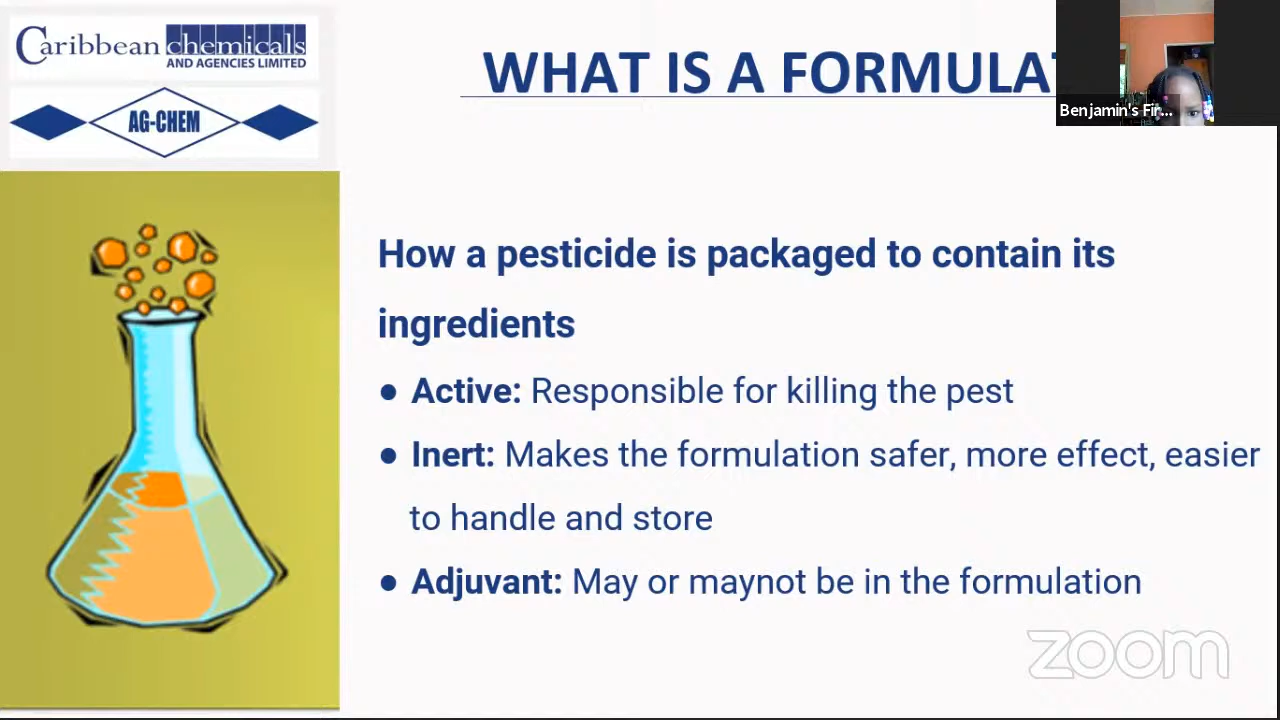 Caribbean chemicals
AND AGENCIES LIMITED
AG-CHEM
WHAT IS A FORMULAT
Benjamin's Fir...
How a pesticide is packaged to contain its
ingredients
● Active: Responsible for killing the pest
● Inert: Makes the formulation safer, more effect, easier
to handle and store
● Adjuvant: May or maynot be in the formulation
zoom